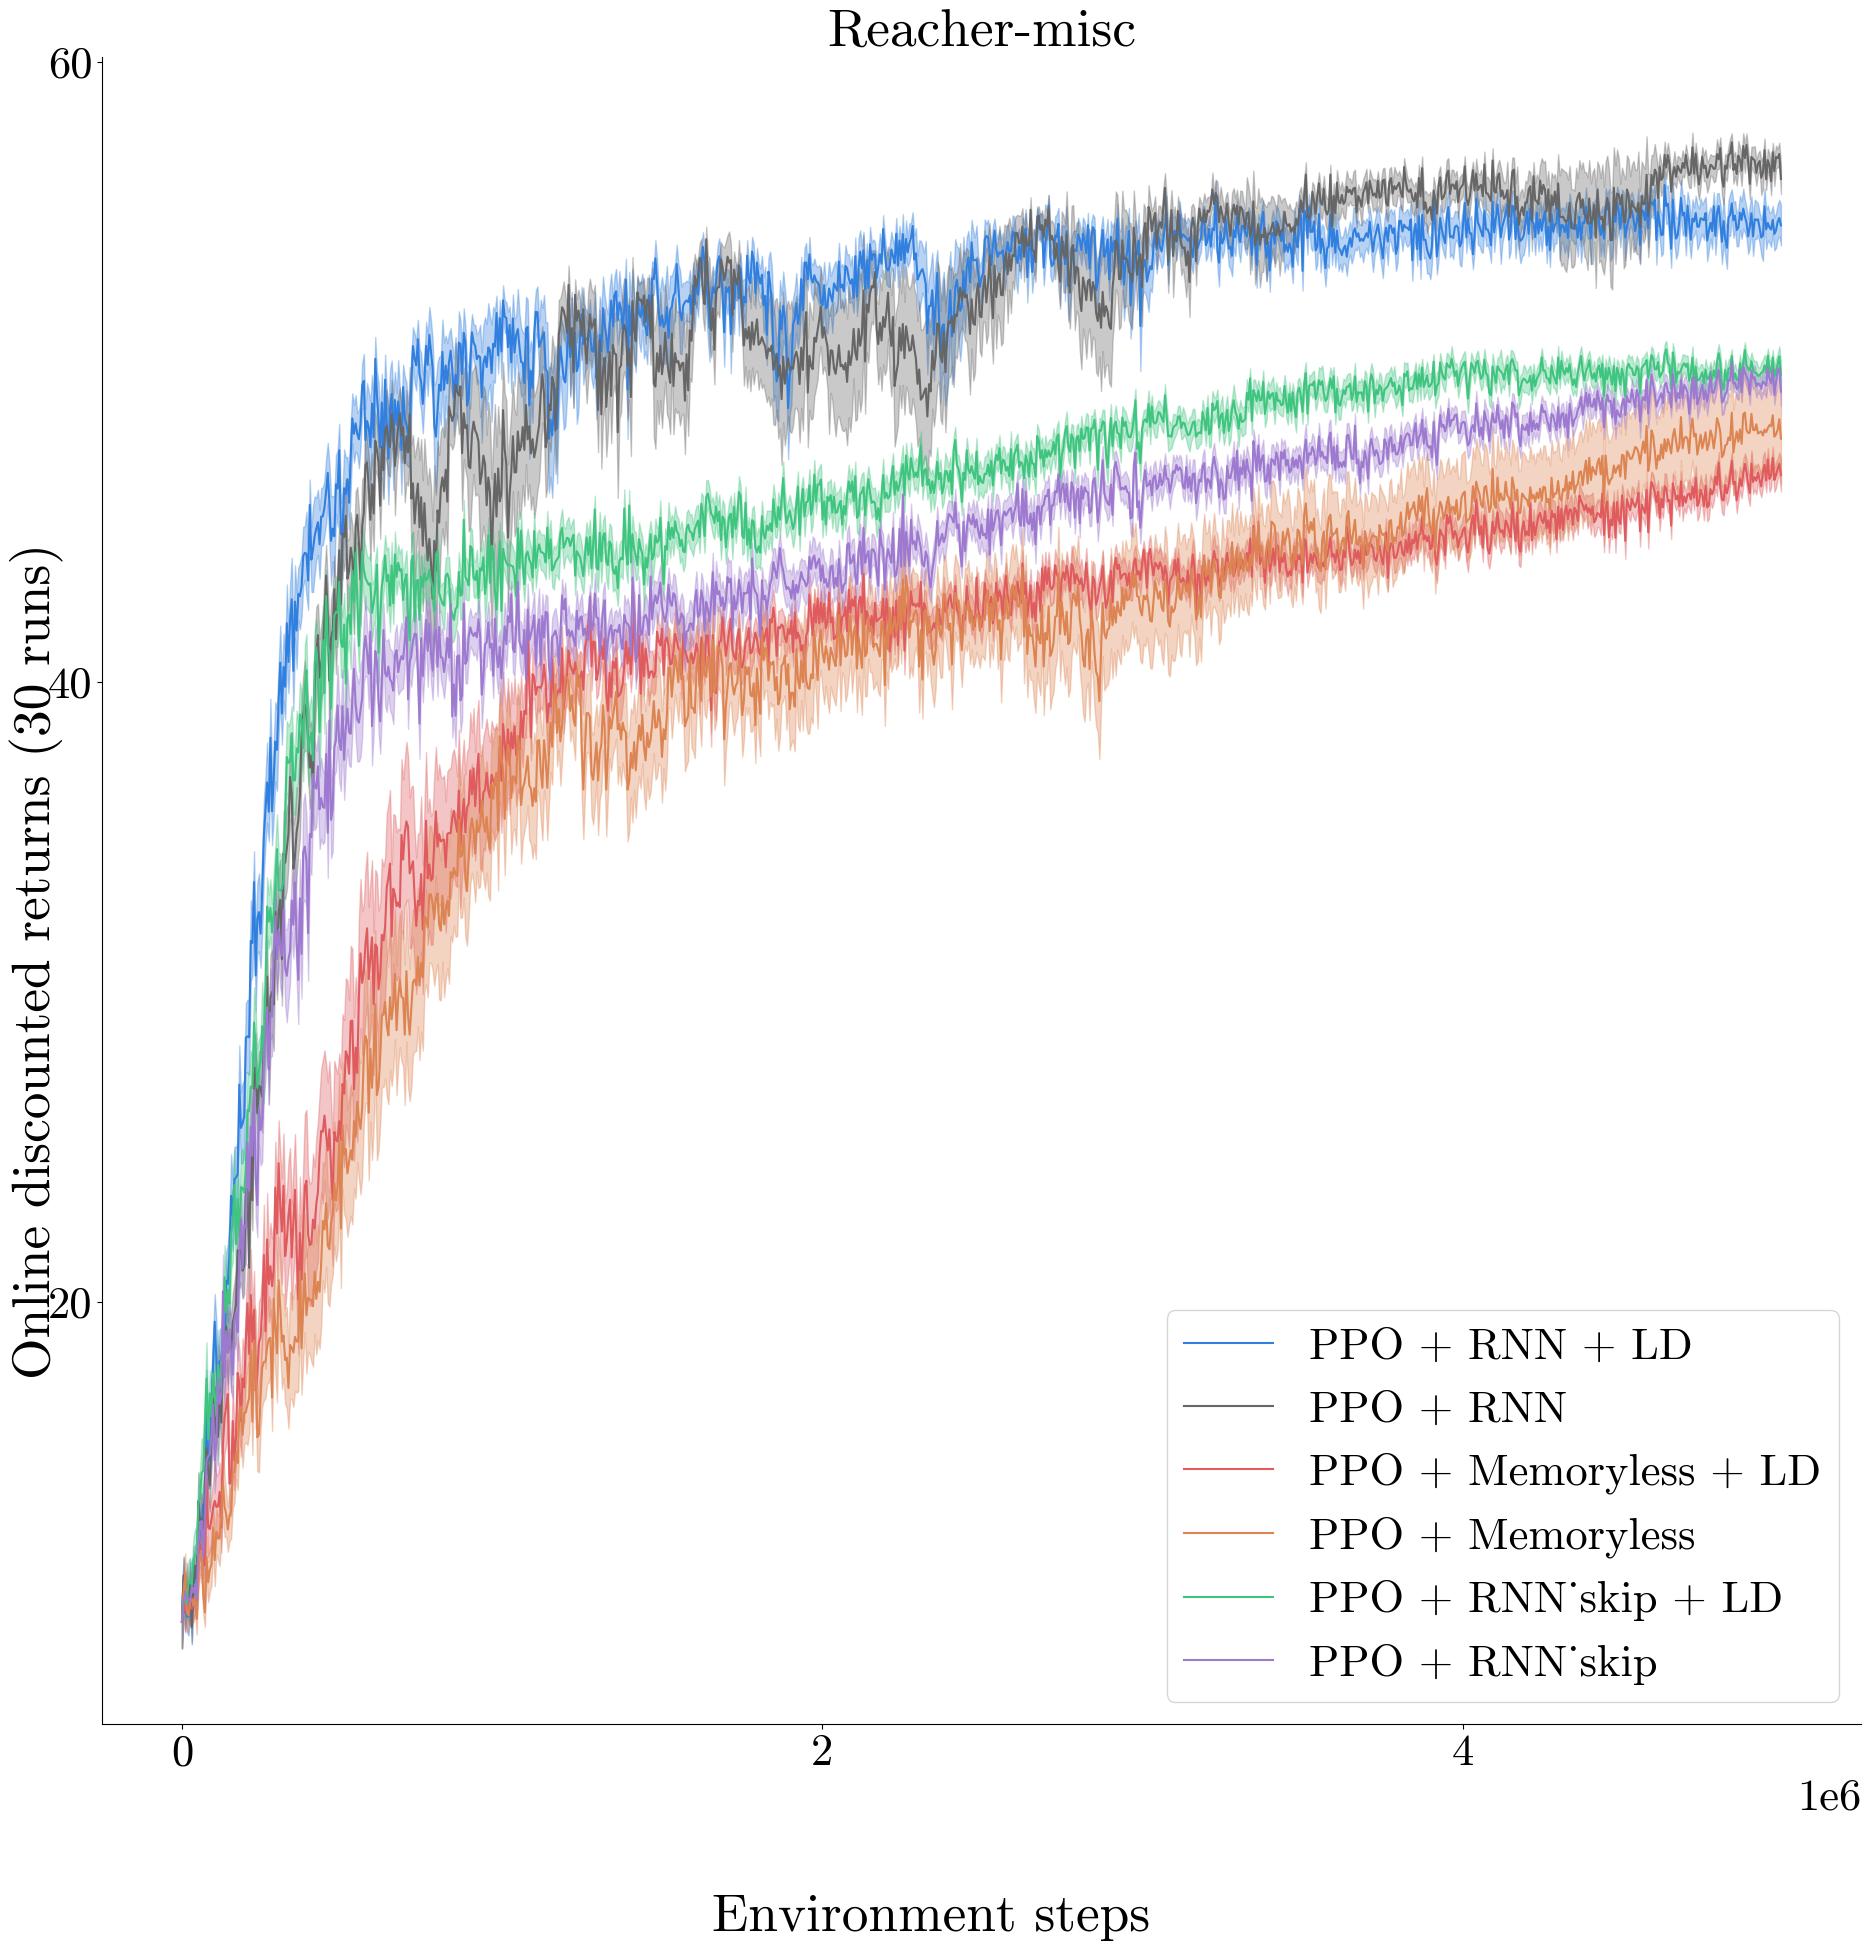 Reacher-misc
60
40
20
Online discounted returns (30 runs)
PPO + RNN + LD
PPO + RNN
PPO + Memoryless + LD
PPO + Memoryless
PPO + RNN˙skip + LD
PPO + RNN˙skip
0 2 4
1e6
Environment steps